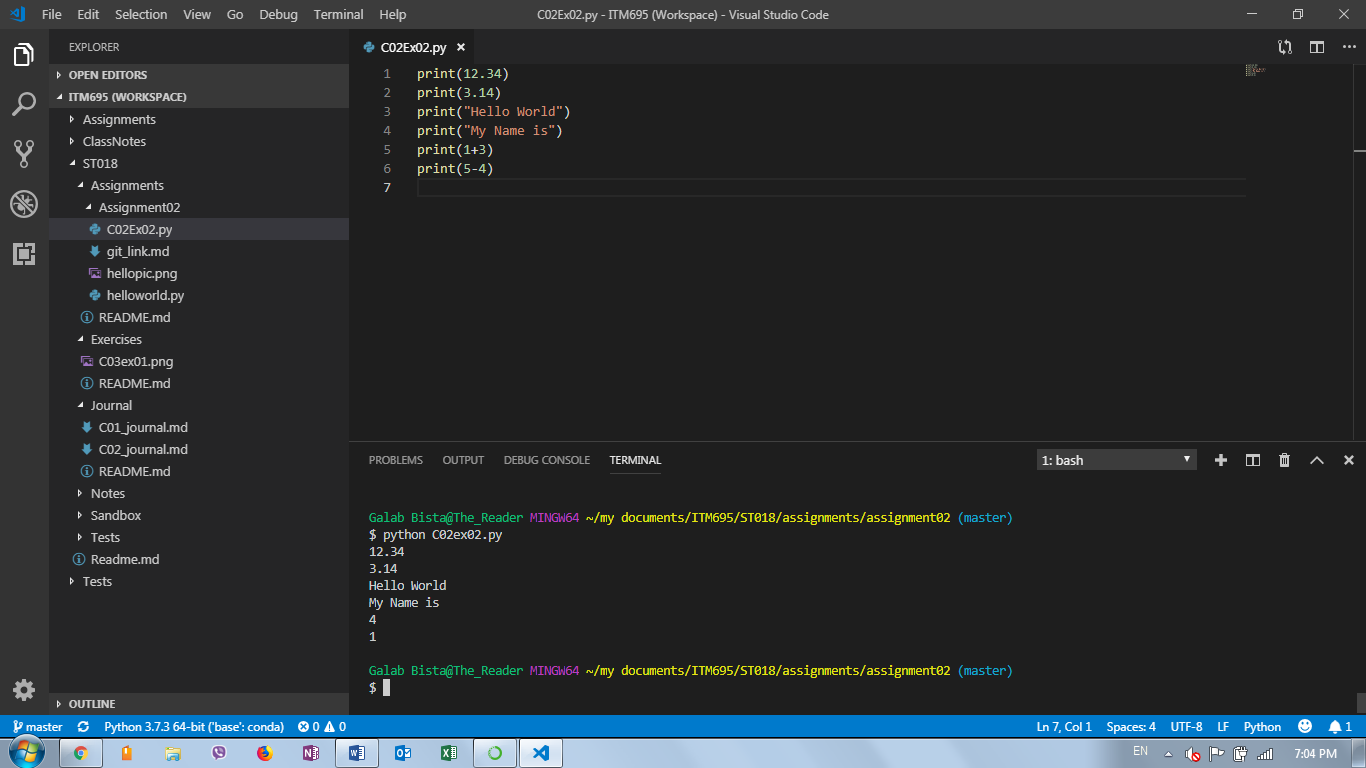 File Edit Selection View Go Debug Terminal Help C02Ex02.py - ITM695 (Workspace) - Visual Studio Code
EXPLORER
OPEN EDITORS
ITM695 (WORKSPACE)
Assignments
ClassNotes
ST018
Assignments
Assignment02
C02Ex02.py
git_link.md
hellopic.png
helloworld.py
README.md
Exercises
C03ex01.png
README.md
Journal
C01_journal.md
C02_journal.md
README.md
Notes
Sandbox
Tests
Readme.md
Tests
OUTLINE
C02Ex02.py
1 print(12.34)
2 print(3.14)
3 print("Hello World")
4 print("My Name is")
5 print(1+3)
6 print(5-4)
7
PROBLEMS OUTPUT DEBUG CONSOLE TERMINAL 1: bash
Galab Bista@The_Reader MINGW64 ~/my documents/ITM695/ST018/assignments/assignment02 (master)
$ python C02ex02.py
12.34
3.14
Hello World
My Name is
4
1
Galab Bista@The_Reader MINGW64 ~/my documents/ITM695/ST018/assignments/assignment02 (master)
$
master Python 3.7.3 64-bit ('base': conda) 0 0 Ln 7, Col 1 Spaces: 4 UTF-8 LF Python 1
EN 7:04 PM